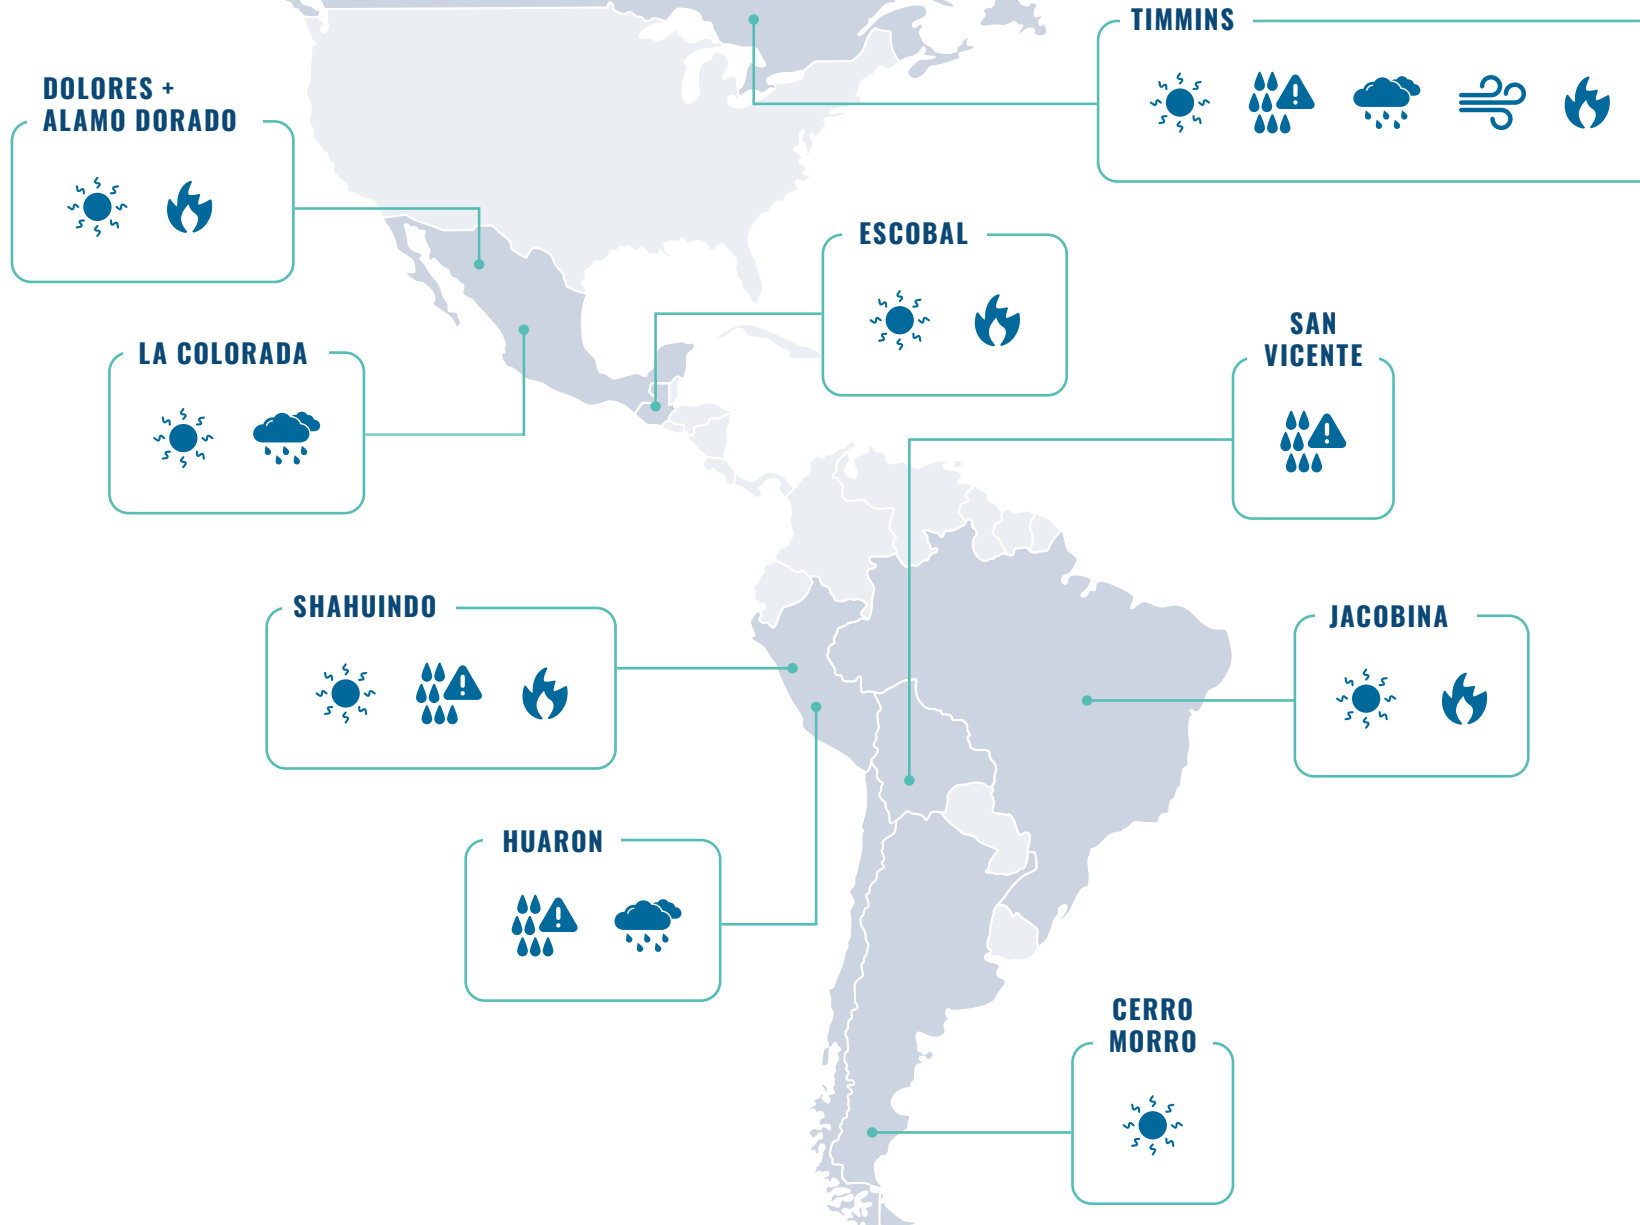 TIMMINS
DOLORES +
ALAMO DORADO
ESCOBAL
SAN
VICENTE
LA COLORADA
SHAHUINDO
JACOBINA
HUARON
CERRO
MORRO